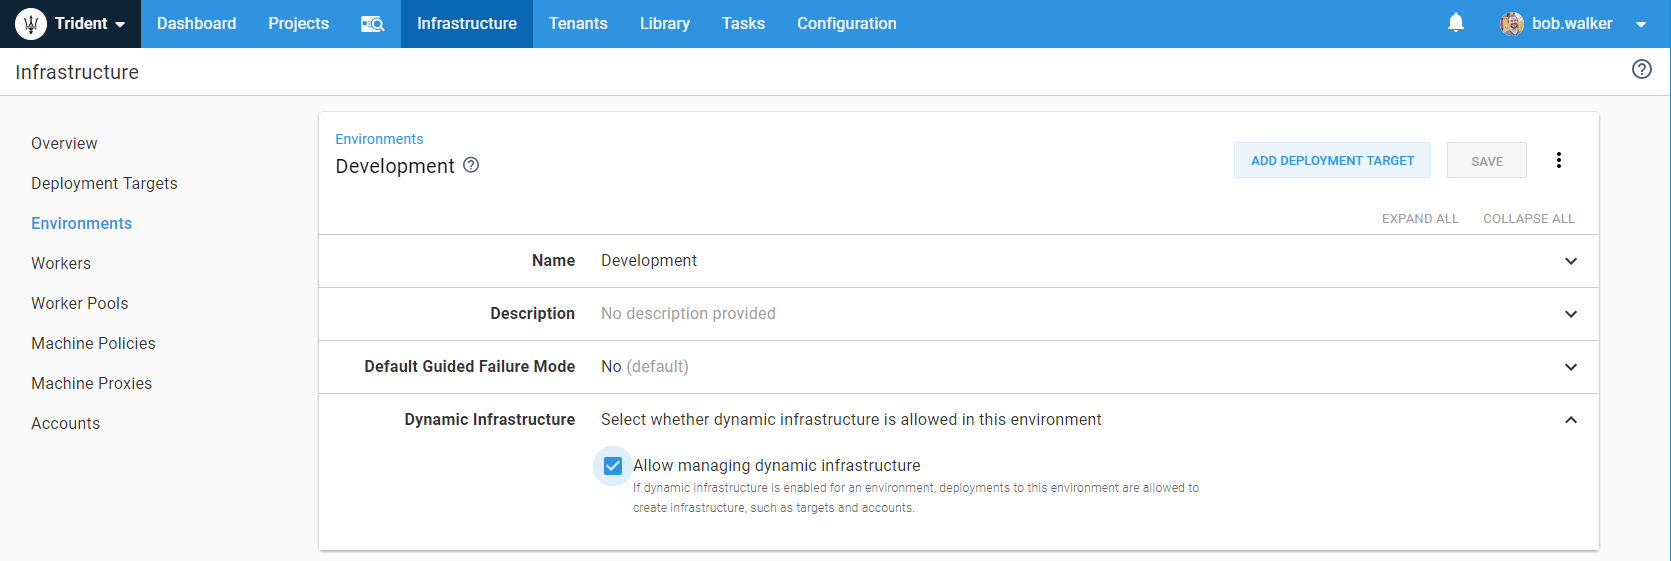 Trident
Dashboard
Projects
Infrastructure
Tenants
Library
Tasks
Configuration
bob.walker
Infrastructure
Overview
Deployment Targets
Environments
Workers
Worker Pools
Machine Policies
Machine Proxies
Accounts
Environments
Development
ADD DEPLOYMENT TARGET
SAVE
EXPAND ALL
COLLAPSE ALL
Name
Development
Description
No description provided
Default Guided Failure Mode
No (default)
Dynamic Infrastructure
Select whether dynamic infrastructure is allowed in this environment
Allow managing dynamic infrastructure
If dynamic infrastructure is enabled for an environment, deployments to this environment are allowed to
create infrastructure, such as targets and accounts.